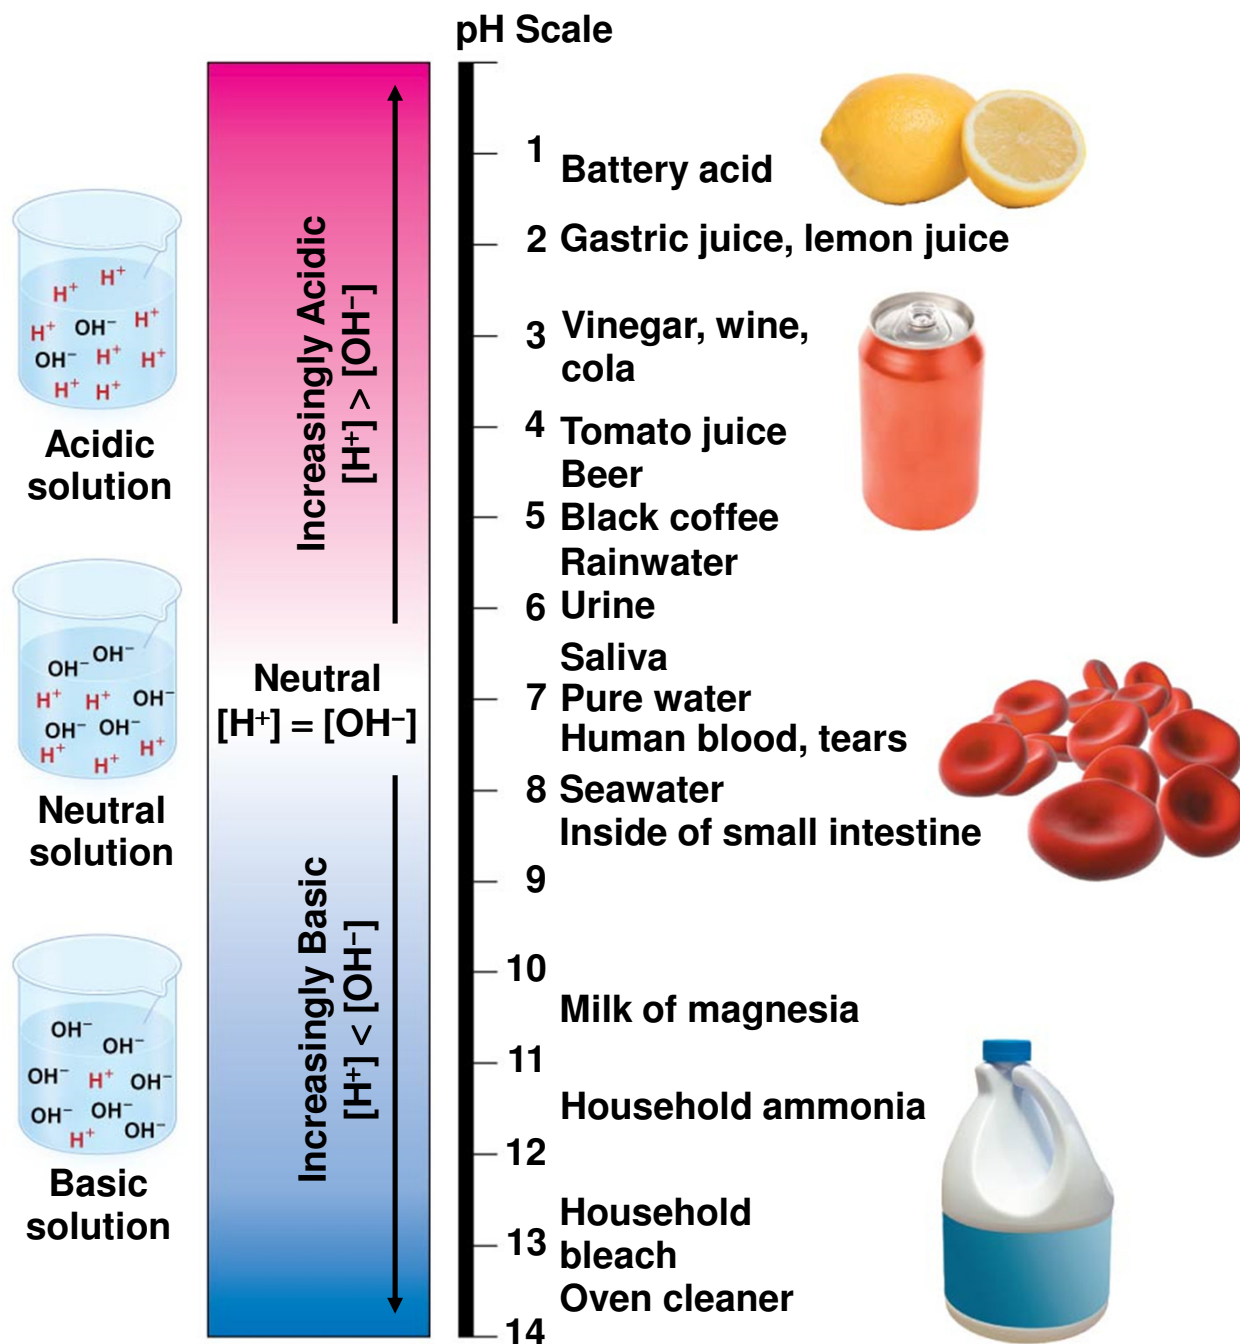 pH Scale
1
Battery acid
2 Gastric juice, lemon juice
3 Vinegar, wine,
cola
4 Tomato juice
Beer
5 Black coffee
Rainwater
6 Urine
Saliva
7 Pure water
Human blood, tears
8 Seawater
Inside of small intestine
9
10
Milk of magnesia
11
Household ammonia
12
Household
13 bleach
Oven cleaner
14
Increasingly Acidic
[H⁺] > [OH⁻]
Neutral
[H⁺] = [OH⁻]
Increasingly Basic
[H⁺] < [OH⁻]
H⁺ H⁺
H⁺ OH⁻ H⁺
OH⁻ H⁺ H⁺
H⁺ H⁺
Acidic
solution
OH⁻ OH⁻
H⁺ H⁺ OH⁻
OH⁻ OH⁻
H⁺ H⁺ H⁺
Neutral
solution
OH⁻ OH⁻
OH⁻ H⁺ OH⁻
OH⁻ OH⁻
H⁺ OH⁻
Basic
solution